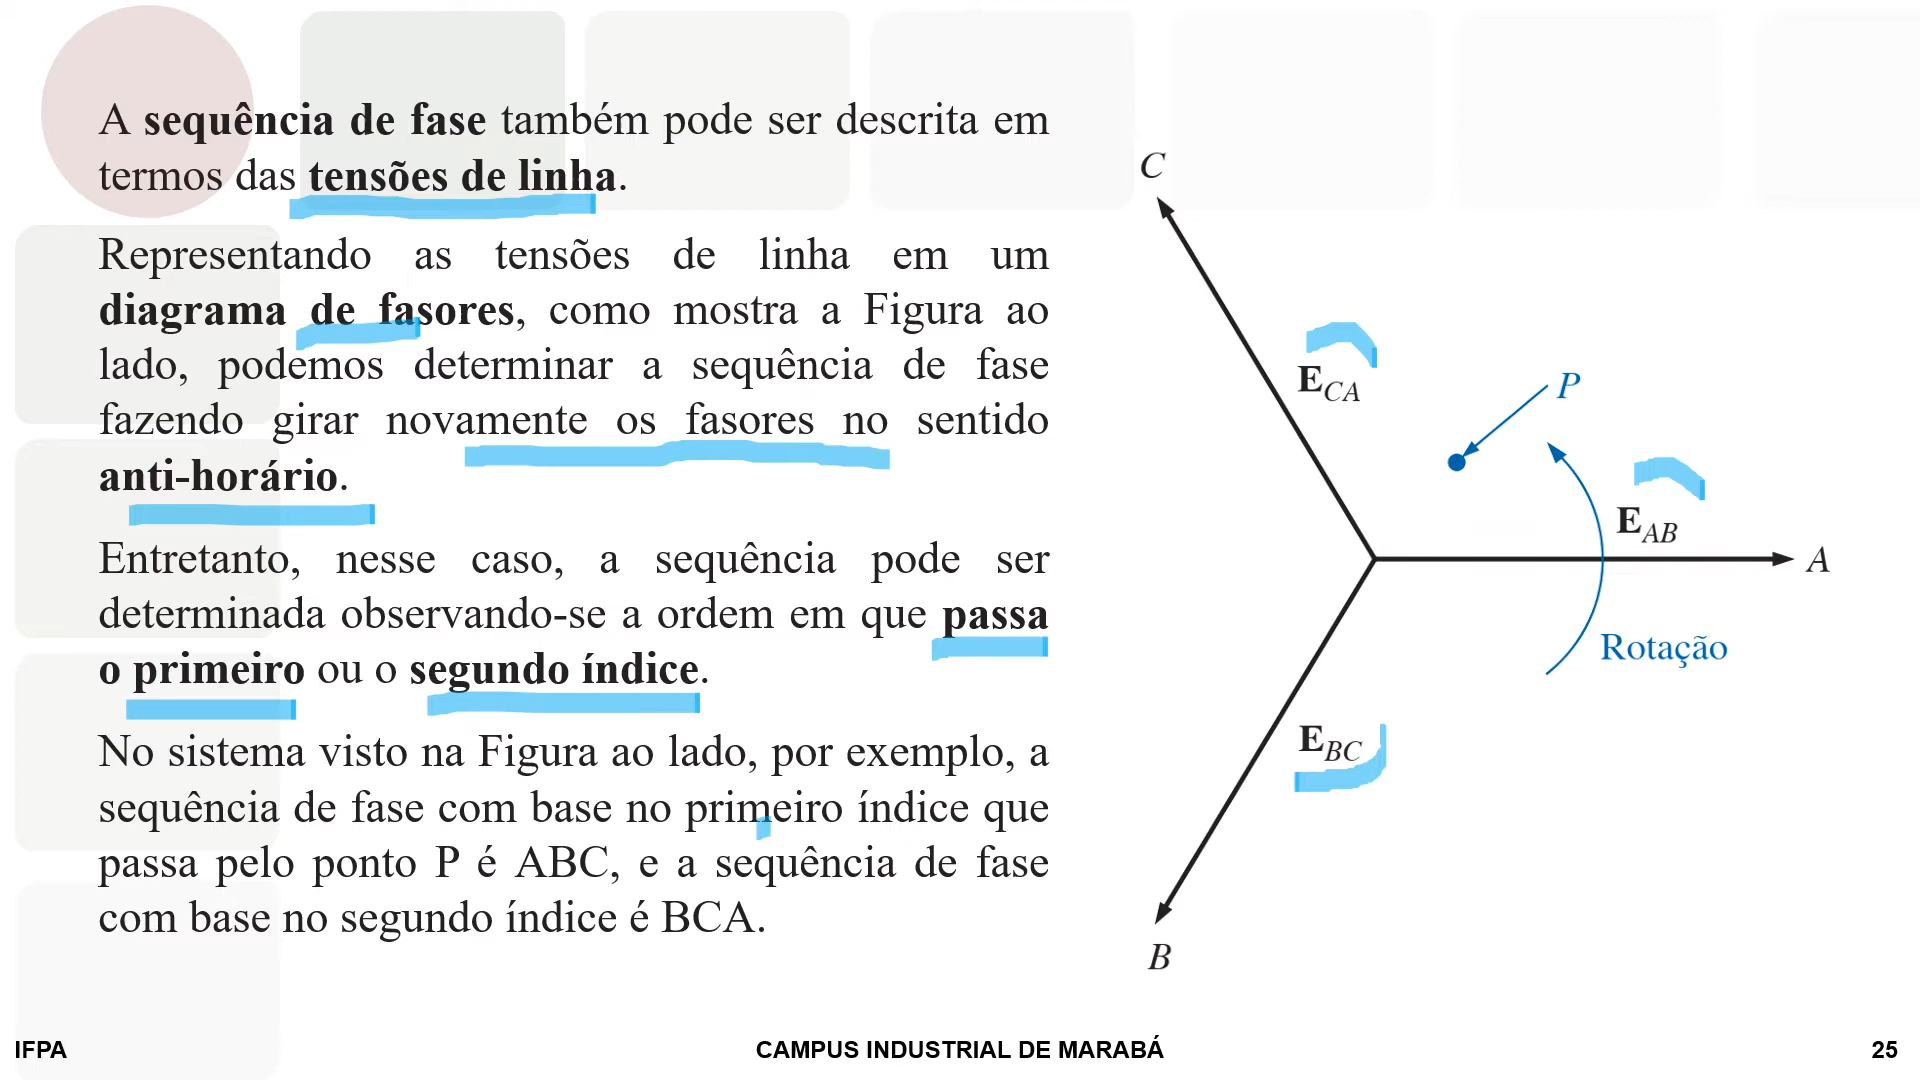 A sequência de fase também pode ser descrita em
termos das tensões de linha.
Representando as tensões de linha em um
diagrama de fasores, como mostra a Figura ao
lado, podemos determinar a sequência de fase
fazendo girar novamente os fasores no sentido
anti-horário.
Entretanto, nesse caso, a sequência pode ser
determinada observando-se a ordem em que passa
o primeiro ou o segundo índice.
No sistema visto na Figura ao lado, por exemplo, a
sequência de fase com base no primeiro índice que
passa pelo ponto P é ABC, e a sequência de fase
com base no segundo índice é BCA.
C
E_CA
P
E_AB
A
Rotação
E_BC
B
IFPA
CAMPUS INDUSTRIAL DE MARABÁ
25